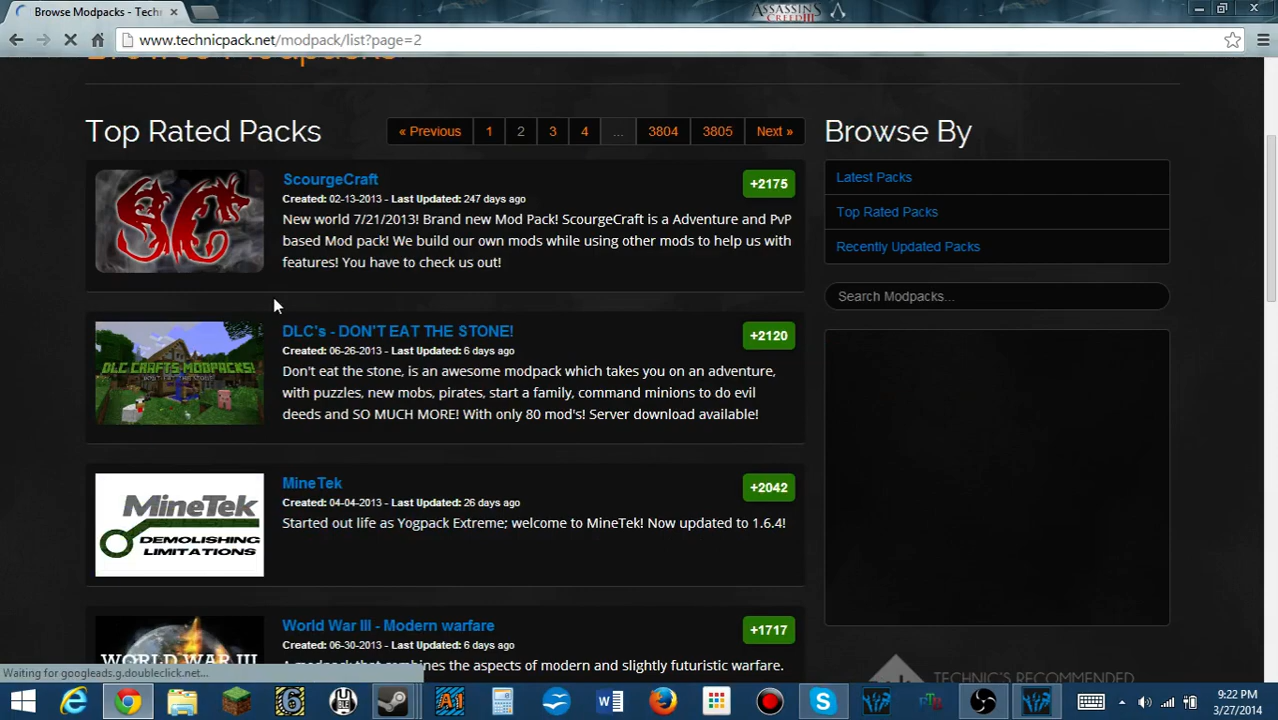 Browse Modpacks - Techn
ASSASSIN'S
CREED III
www.technicpack.net/modpack/list?page=2
Browse Modpacks
Top Rated Packs
« Previous 1 2 3 4 ... 3804 3805 Next »
Browse By
ScourgeCraft
+2175
Created: 02-13-2013 - Last Updated: 247 days ago
New world 7/21/2013! Brand new Mod Pack! ScourgeCraft is a Adventure and PvP
based Mod pack! We build our own mods while using other mods to help us with
features! You have to check us out!
SC
Latest Packs
Top Rated Packs
Recently Updated Packs
Search Modpacks...
DLC's - DON'T EAT THE STONE!
+2120
Created: 06-26-2013 - Last Updated: 6 days ago
Don't eat the stone, is an awesome modpack which takes you on an adventure,
with puzzles, new mobs, pirates, start a family, command minions to do evil
deeds and SO MUCH MORE! With only 80 mod's! Server download available!
DLC CRAFTS MODPACKS!
DON'T EAT THE STONE!
MineTek
+2042
Created: 04-04-2013 - Last Updated: 26 days ago
Started out life as Yogpack Extreme; welcome to MineTek! Now updated to 1.6.4!
MINETEK
DEMOLISHING
LIMITATIONS
World War III - Modern warfare
+1717
Created: 06-30-2013 - Last Updated: 6 days ago
A modpack that combines the aspects of modern and slightly futuristic warfare.
WORLD WAR III
TECHNIC'S RECOMMENDED
Waiting for googleads.g.doubleclick.net...
9:22 PM
3/27/2014